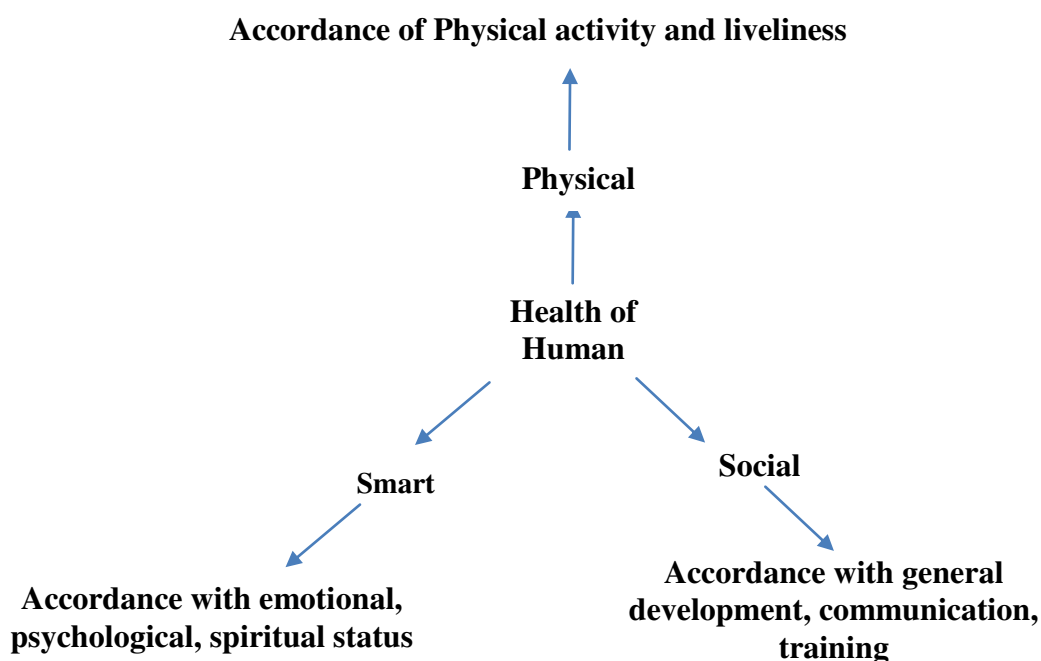 Accordance of Physical activity and liveliness
Physical
Health of
Human
Smart
Accordance with emotional,
psychological, spiritual status
Social
Accordance with general
development, communication,
training